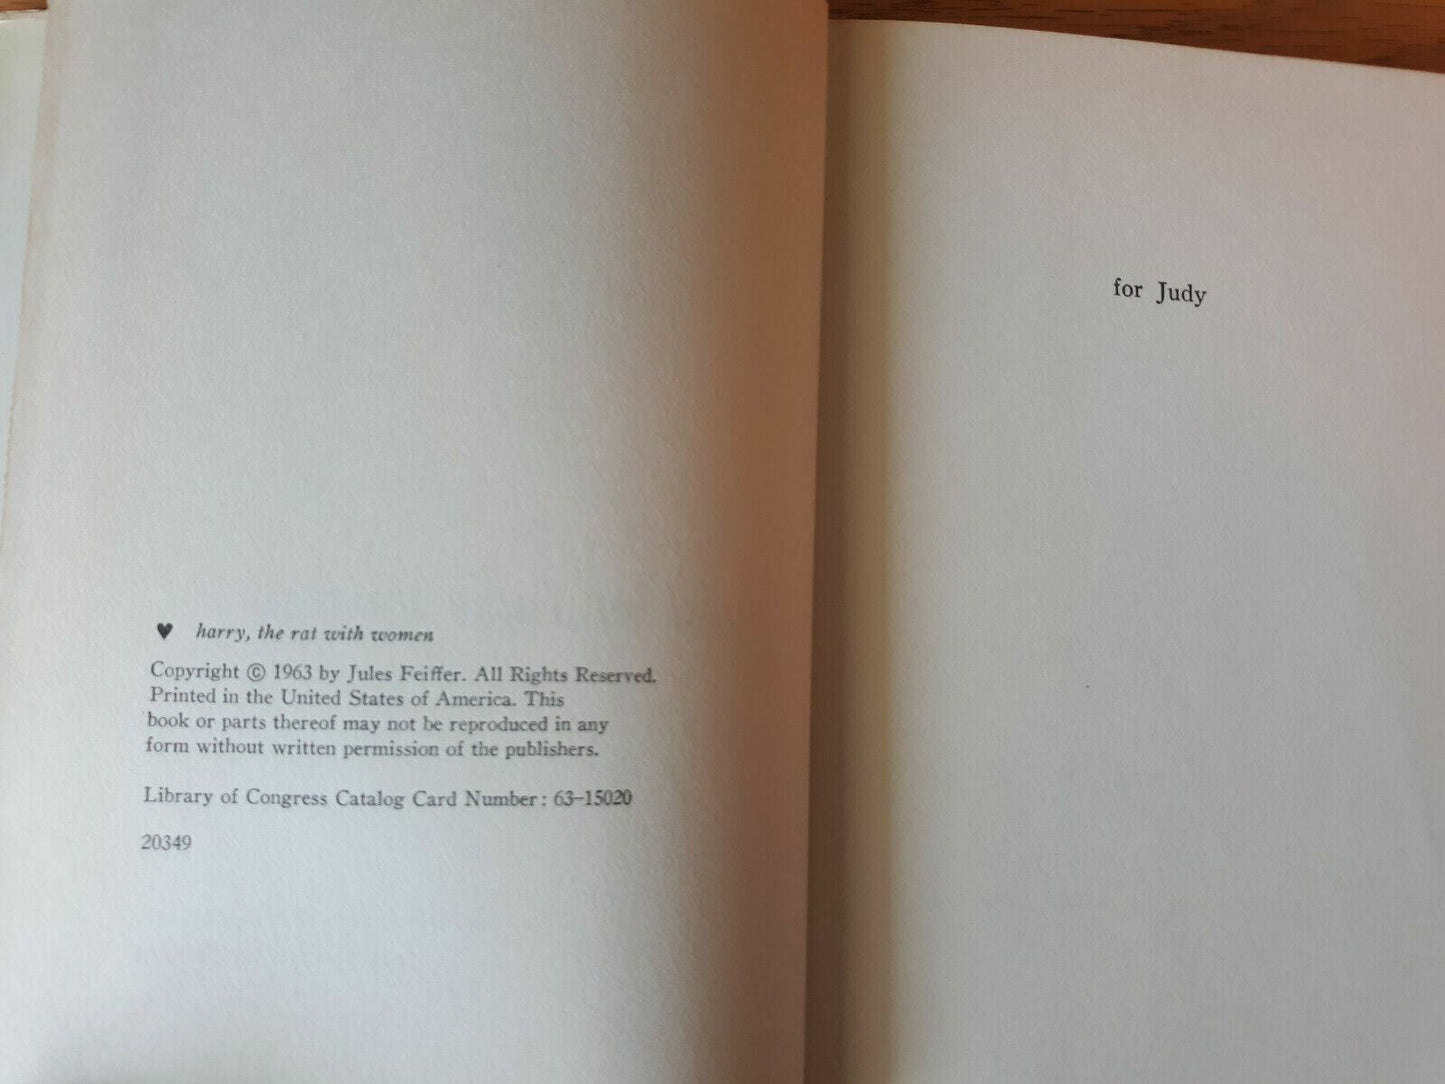 ♥ harry, the rat with women
Copyright © 1963 by Jules Feiffer. All Rights Reserved.
Printed in the United States of America. This
book or parts thereof may not be reproduced in any
form without written permission of the publishers.
Library of Congress Catalog Card Number: 63-15020
20349
for Judy